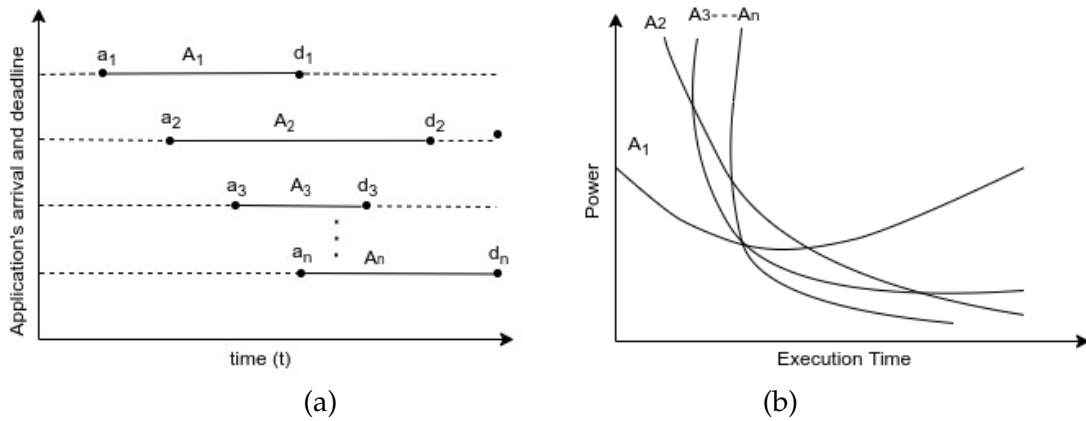 Application's arrival and deadline
a1 A1 d1
a2 A2 d2
a3 A3 d3
an An dn
time (t)
(a)
A2 A3----An
A1
Power
Execution Time
(b)